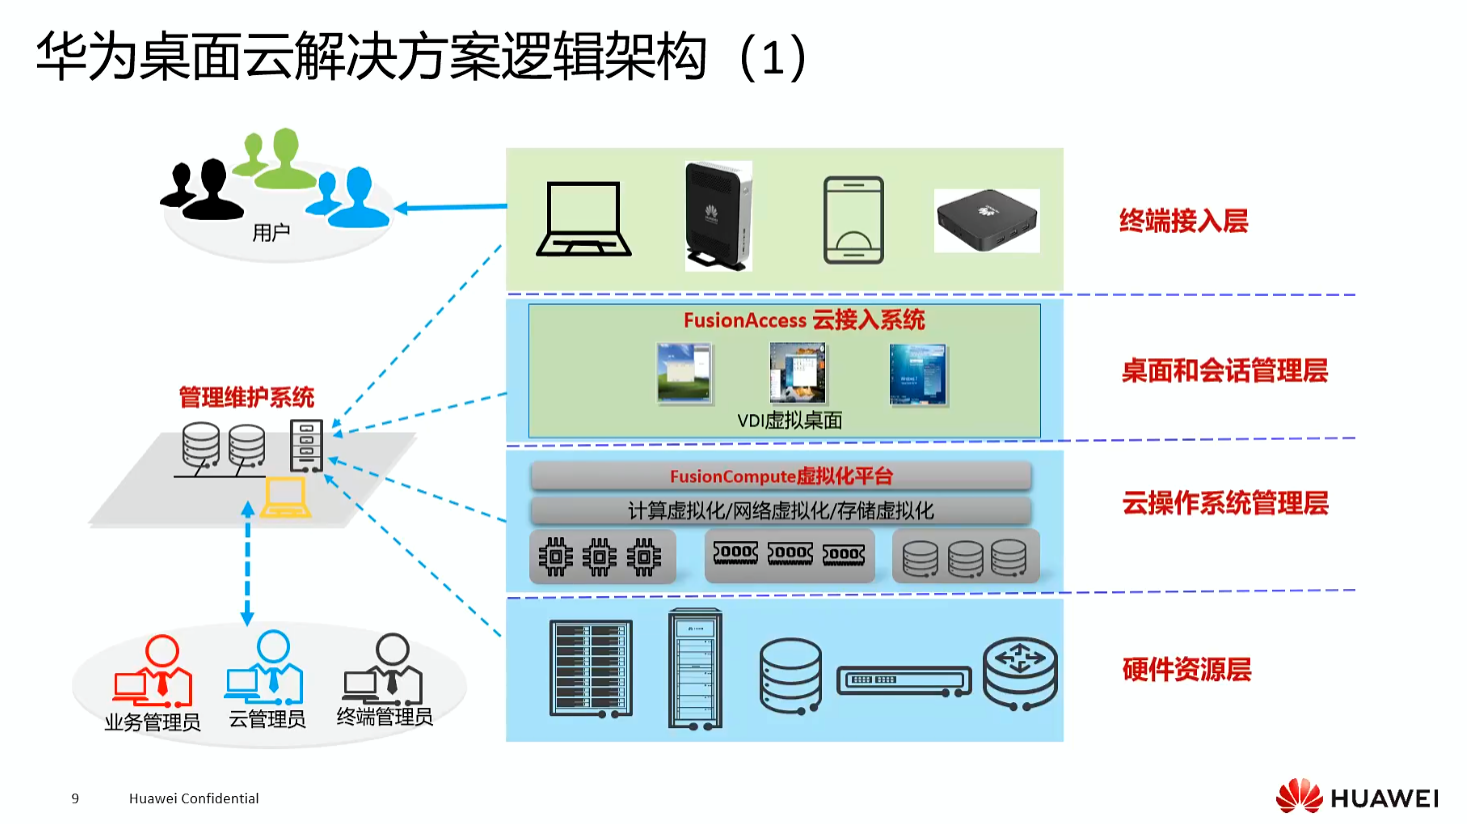 华为桌面云解决方案逻辑架构（1）
用户
终端接入层
FusionAccess 云接入系统
VDI虚拟桌面
桌面和会话管理层
管理维护系统
FusionCompute虚拟化平台
计算虚拟化/网络虚拟化/存储虚拟化
云操作系统管理层
硬件资源层
业务管理员
云管理员
终端管理员
9
Huawei Confidential
HUAWEI